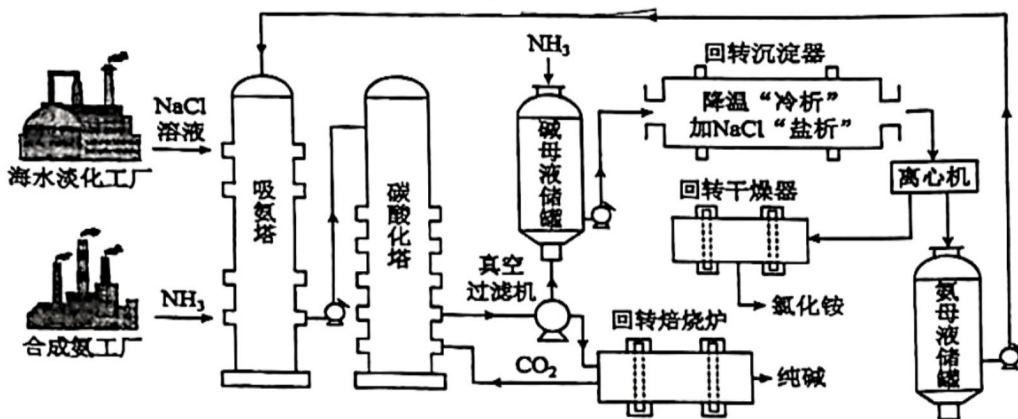 NaCl
溶液
海水淡化工厂
NH₃
合成氨工厂
吸氨塔
碳酸化塔
真空
过滤机
NH₃
碱母液储罐
回转沉淀器
降温“冷析”
加NaCl“盐析”
离心机
回转干燥器
氯化铵
回转焙烧炉
CO₂
纯碱
氨母液储罐